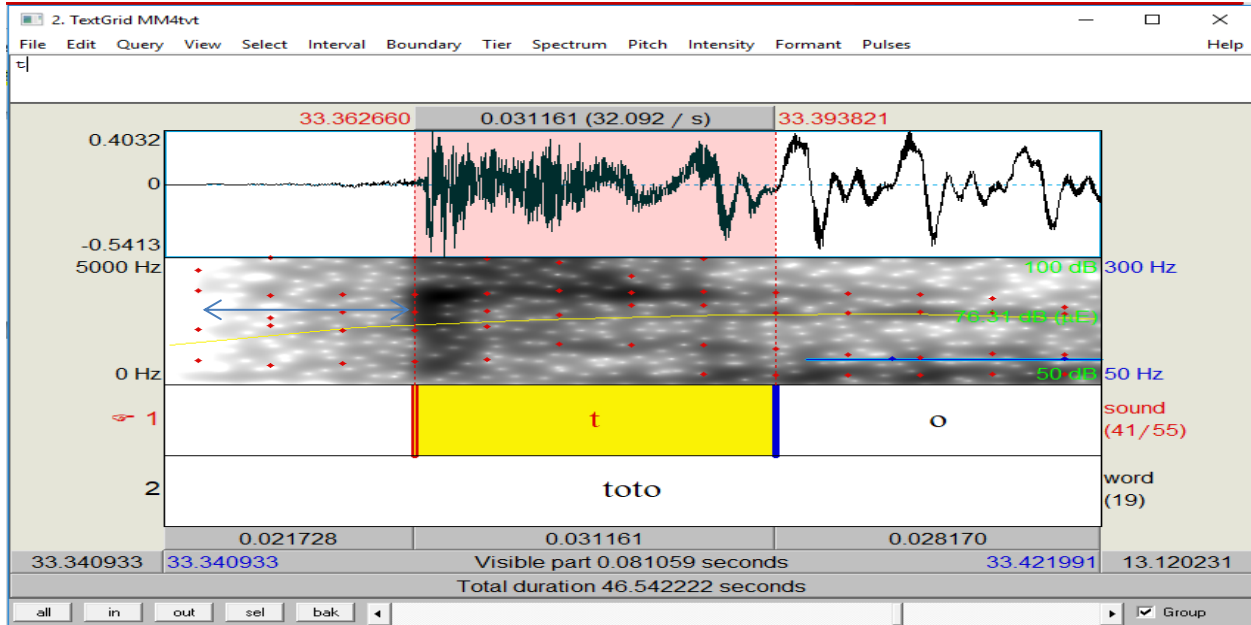 2. TextGrid MM4tvt
File Edit Query View Select Interval Boundary Tier Spectrum Pitch Intensity Formant Pulses Help
t
33.362660 0.031161 (32.092 / s) 33.393821
0.4032
0
-0.5413
5000 Hz 100 dB 300 Hz
76.31 dB (µE)
0 Hz 50 dB 50 Hz
1 t o sound
(41/55)
2 toto word
(19)
0.021728 0.031161 0.028170
33.340933 33.340933 Visible part 0.081059 seconds 33.421991 13.120231
Total duration 46.542222 seconds
all in out sel bak Group